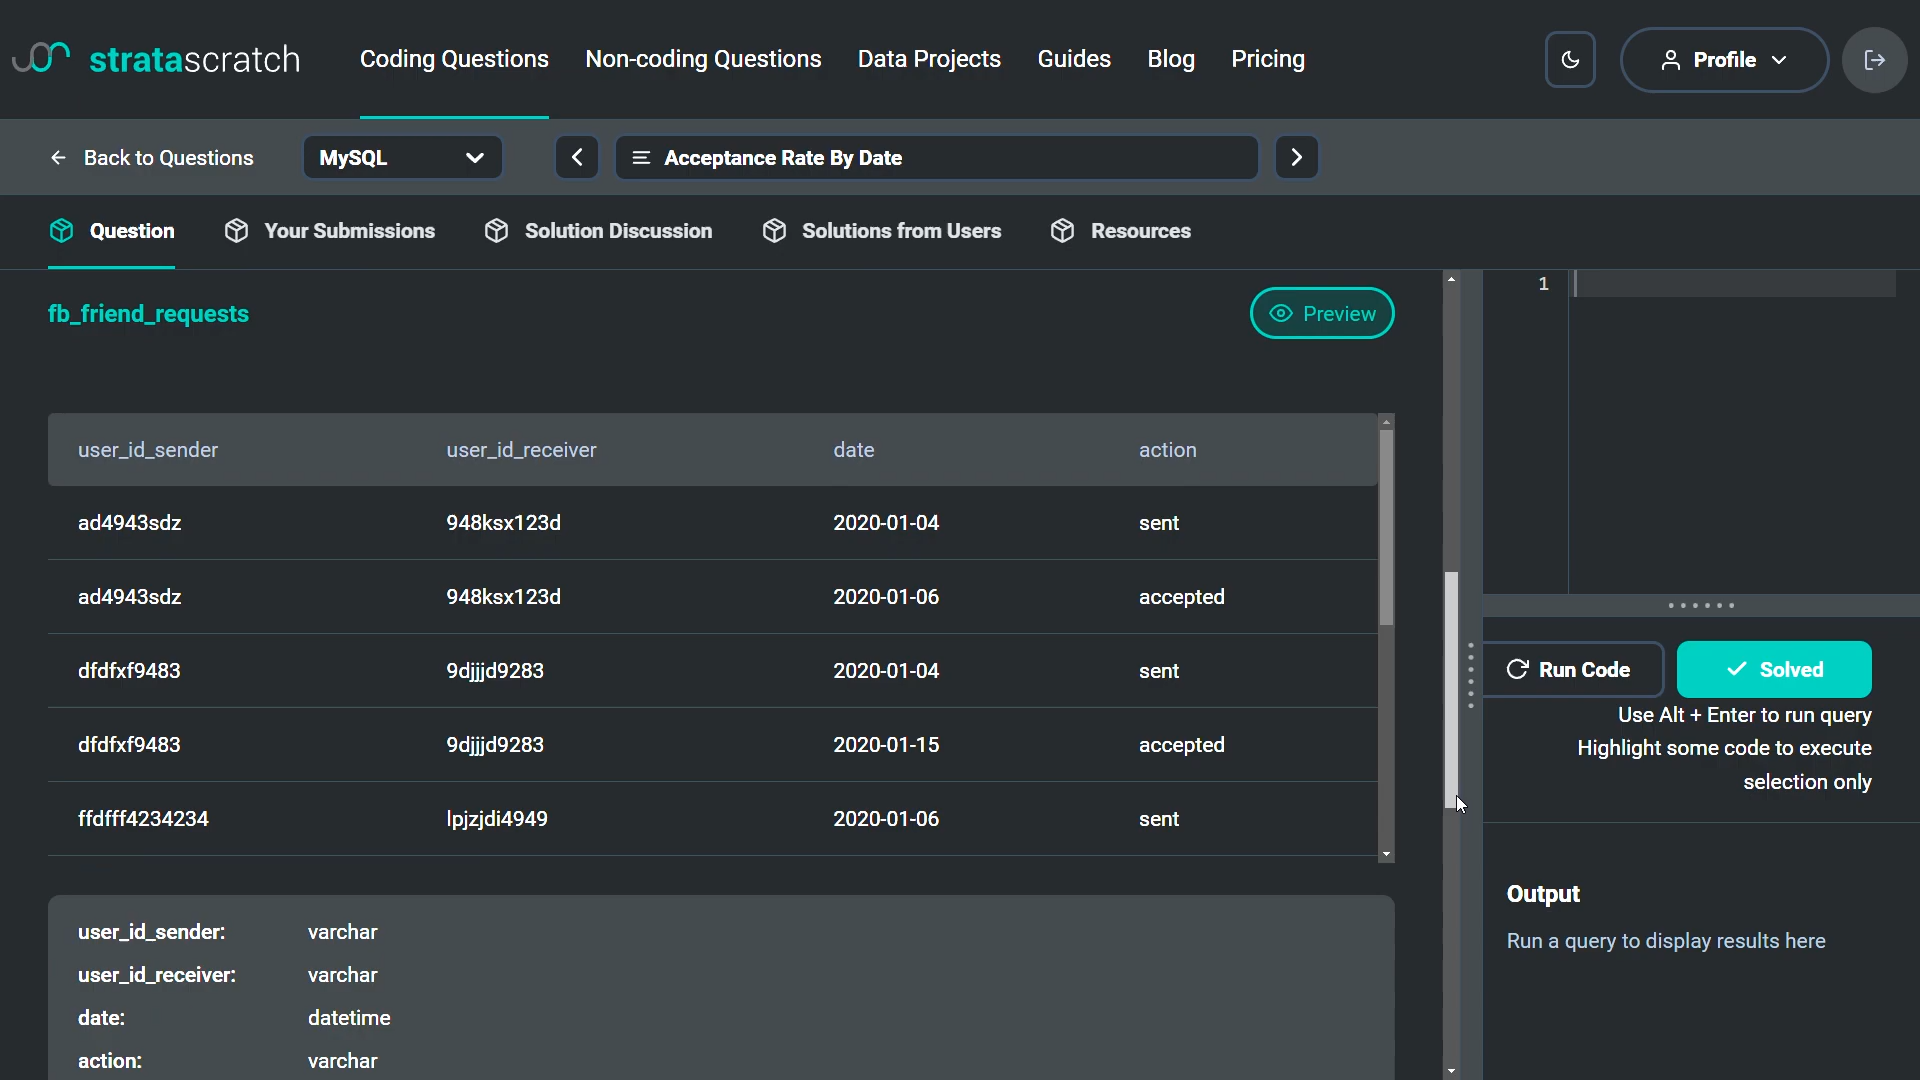 stratascratch Coding Questions Non-coding Questions Data Projects Guides Blog Pricing Profile
Back to Questions MySQL Acceptance Rate By Date
Question Your Submissions Solution Discussion Solutions from Users Resources
fb_friend_requests Preview
user_id_sender user_id_receiver date action
ad4943sdz 948ksx123d 2020-01-04 sent
ad4943sdz 948ksx123d 2020-01-06 accepted
dfdfxf9483 9djjjd9283 2020-01-04 sent
dfdfxf9483 9djjjd9283 2020-01-15 accepted
ffdfff4234234 lpjzjdi4949 2020-01-06 sent
user_id_sender: varchar
user_id_receiver: varchar
date: datetime
action: varchar
1
Run Code Solved
Use Alt + Enter to run query
Highlight some code to execute
selection only
Output
Run a query to display results here